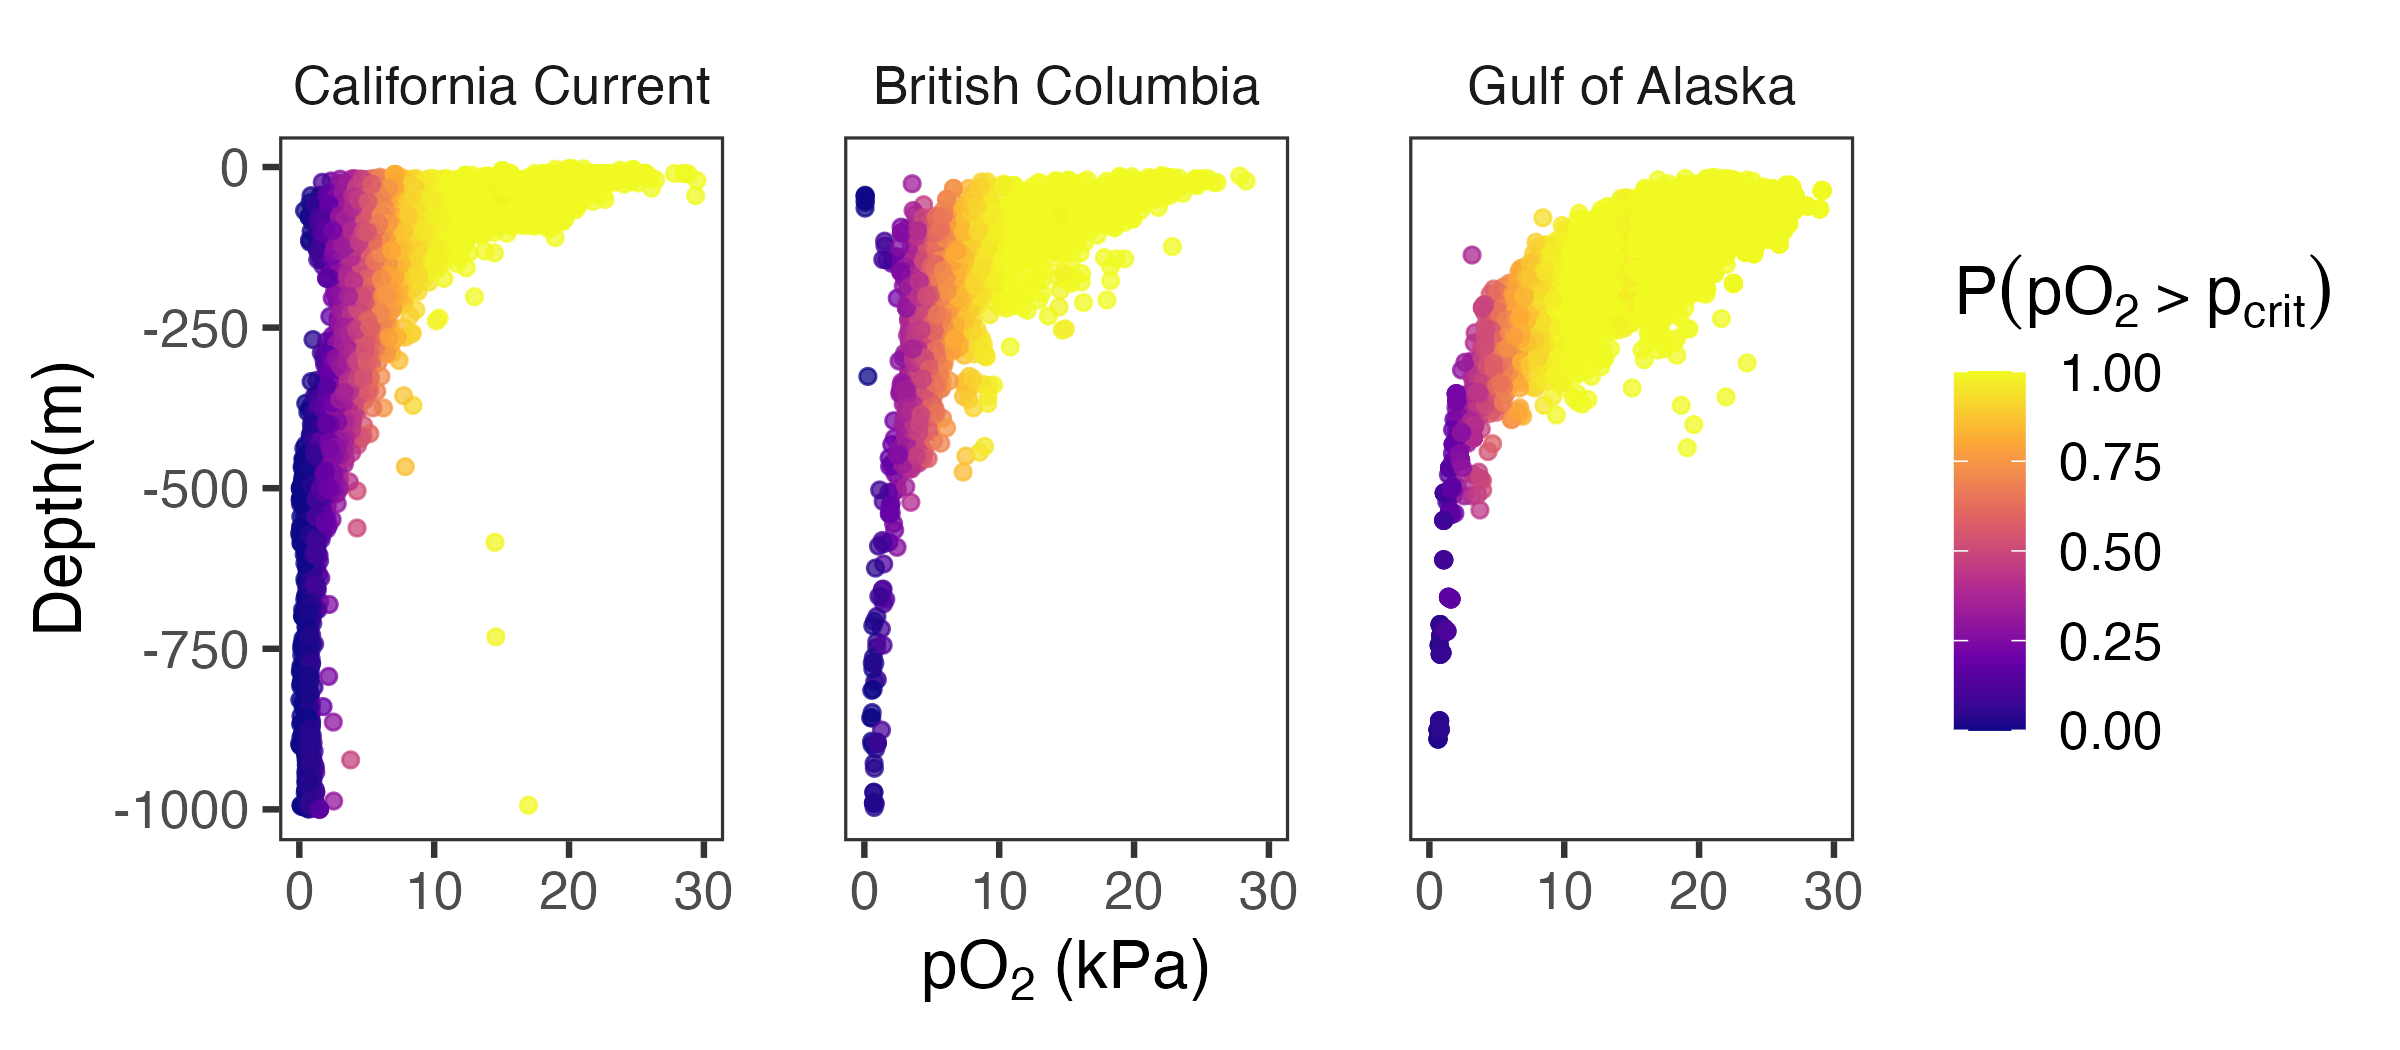 California Current British Columbia Gulf of Alaska
Depth(m)
0
-250
-500
-750
-1000
0 10 20 30 0 10 20 30 0 10 20 30
pO₂ (kPa)
P(pO₂ > p_crit)
1.00
0.75
0.50
0.25
0.00